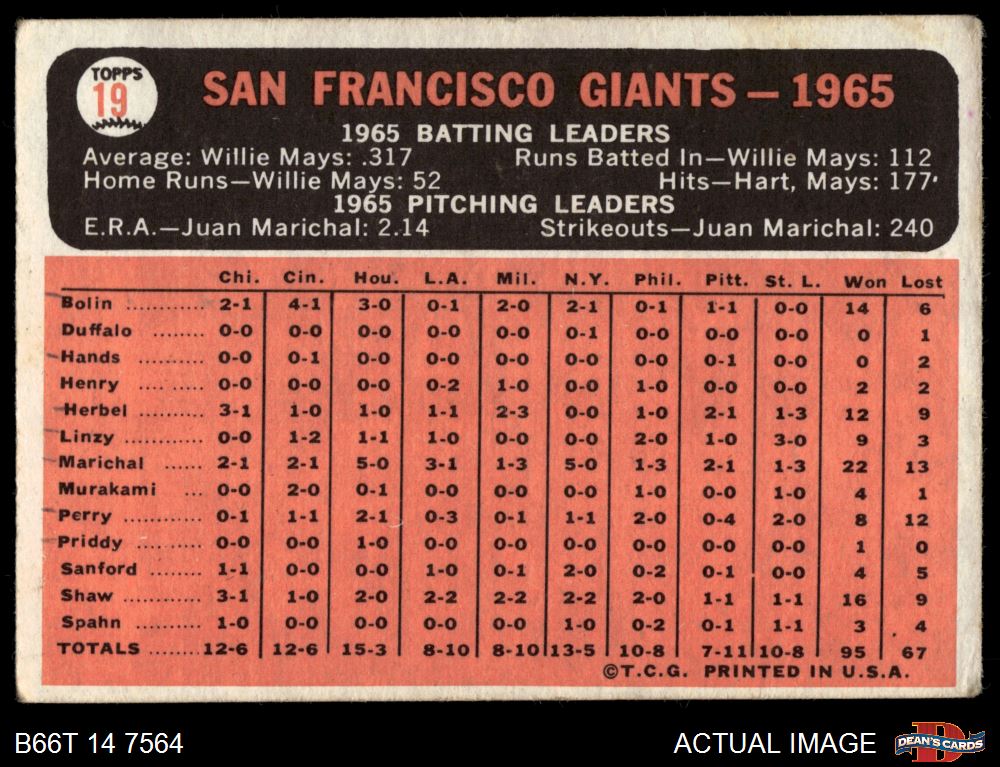 TOPPS
19
SAN FRANCISCO GIANTS — 1965
1965 BATTING LEADERS
Average: Willie Mays: .317 Runs Batted In—Willie Mays: 112
Home Runs—Willie Mays: 52 Hits—Hart, Mays: 177
1965 PITCHING LEADERS
E.R.A.—Juan Marichal: 2.14 Strikeouts—Juan Marichal: 240
Chi. Cin. Hou. L.A. Mil. N.Y. Phil. Pitt. St. L. Won Lost
Bolin ............ 2-1 4-1 3-0 0-1 2-0 2-1 0-1 1-1 0-0 14 6
Duffalo ........ 0-0 0-0 0-0 0-0 0-0 0-1 0-0 0-0 0-0 0 1
Hands .......... 0-0 0-1 0-0 0-0 0-0 0-0 0-0 0-1 0-0 0 2
Henry .......... 0-0 0-0 0-0 0-2 1-0 0-0 1-0 0-0 0-0 2 2
Herbel .......... 3-1 1-0 1-0 1-1 2-3 0-0 1-0 2-1 1-3 12 9
Linzy ............ 0-0 1-2 1-1 1-0 0-0 0-0 2-0 1-0 3-0 9 3
Marichal ...... 2-1 2-1 5-0 3-1 1-3 5-0 1-3 2-1 1-3 22 13
Murakami ... 0-0 2-0 0-1 0-0 0-0 0-0 1-0 0-0 1-0 4 1
Perry ............ 0-1 1-1 2-1 0-3 0-1 1-1 2-0 0-4 2-0 8 12
Priddy .......... 0-0 0-0 1-0 0-0 0-0 0-0 0-0 0-0 0-0 1 0
Sanford ........ 1-1 0-0 0-0 1-0 0-1 2-0 0-2 0-1 0-0 4 5
Shaw ............ 3-1 1-0 2-0 2-2 2-2 2-2 2-0 1-1 1-1 16 9
Spahn .......... 1-0 0-0 0-0 0-0 0-0 1-0 0-2 0-1 1-1 3 4
TOTALS ........ 12-6 12-6 15-3 8-10 8-10 13-5 10-8 7-11 10-8 95 67
©T.C.G. PRINTED IN U.S.A.
B66T 14 7564 ACTUAL IMAGE DEAN'S CARDS